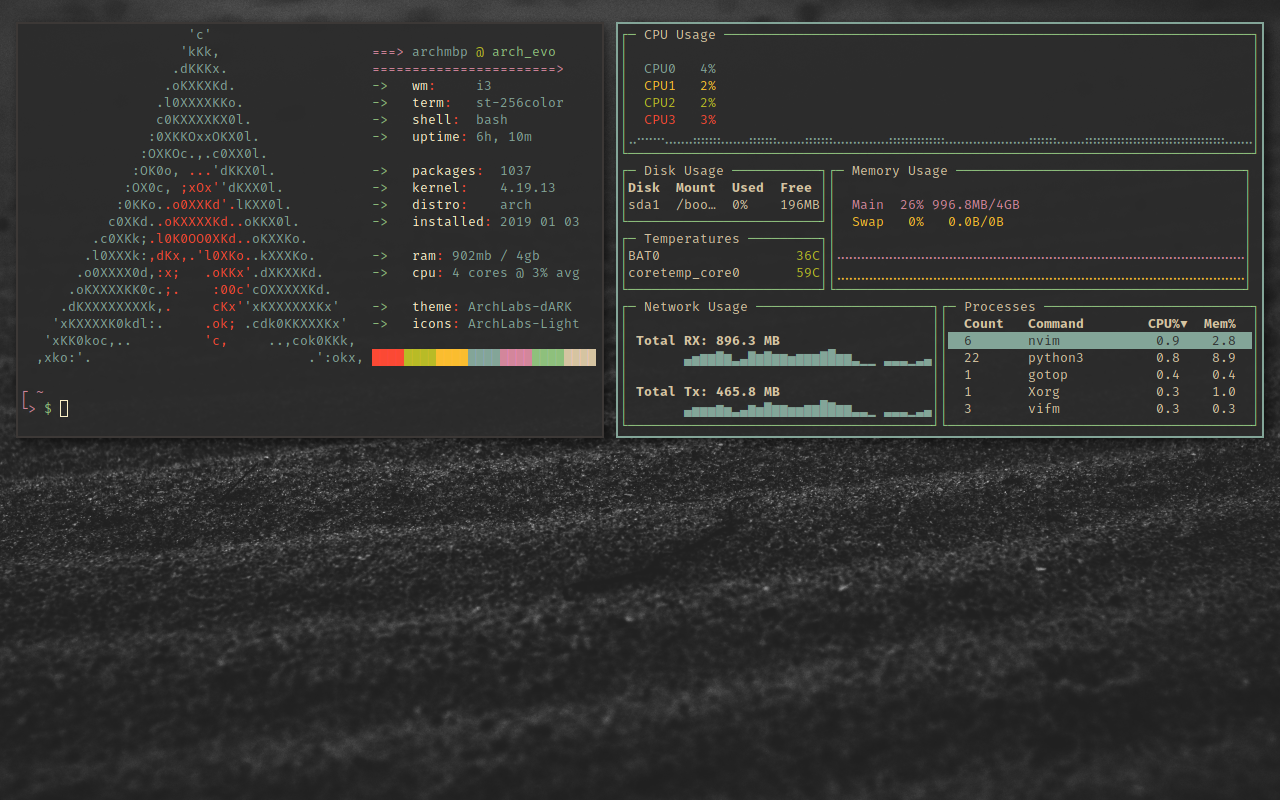 'c'
'kKk,
.dKKKx.
.oKXKXKd.
.l0XXXXKKo.
c0KXXXXKX0l.
:0XKKOxxOKX0l.
:OXKOc.,.c0XX0l.
:OK0o, ...'dKKX0l.
:OX0c, ;xOx''dKXX0l.
:0KKo..o0XXKd'.lKXX0l.
c0XKd..oKXXXXKd..oKKX0l.
.c0XKk;.l0K0OO0XKd..oKXXKo.
.l0XXXk:,dKx,.'l0XKo..kXXXKo.
.o0XXXX0d,:x; .oKKx'.dXKXXKd.
.oKXXXXKK0c.;. :00c'cOXXXXXKd.
.dKXXXXXXXXk,. cKx''xKXXXXXXKx'
'xKXXXXK0kdl:. .ok; .cdk0KKXXXKx'
'xKK0koc,.. 'c, ..,cok0KKk,
,xko:'. .':okx,
===> archmbp @ arch_evo
=======================>
-> wm: i3
-> term: st-256color
-> shell: bash
-> uptime: 6h, 10m
-> packages: 1037
-> kernel: 4.19.13
-> distro: arch
-> installed: 2019 01 03
-> ram: 902mb / 4gb
-> cpu: 4 cores @ 3% avg
-> theme: ArchLabs-dARK
-> icons: ArchLabs-Light
┌ ~
└> $
CPU Usage
CPU0 4%
CPU1 2%
CPU2 2%
CPU3 3%
Disk Usage
Disk Mount Used Free
sda1 /boo… 0% 196MB
Temperatures
BAT0 36C
coretemp_core0 59C
Memory Usage
Main 26% 996.8MB/4GB
Swap 0% 0.0B/0B
Network Usage
Total RX: 896.3 MB
Total Tx: 465.8 MB
Processes
Count Command CPU%▼ Mem%
6 nvim 0.9 2.8
22 python3 0.8 8.9
1 gotop 0.4 0.4
1 Xorg 0.3 1.0
3 vifm 0.3 0.3